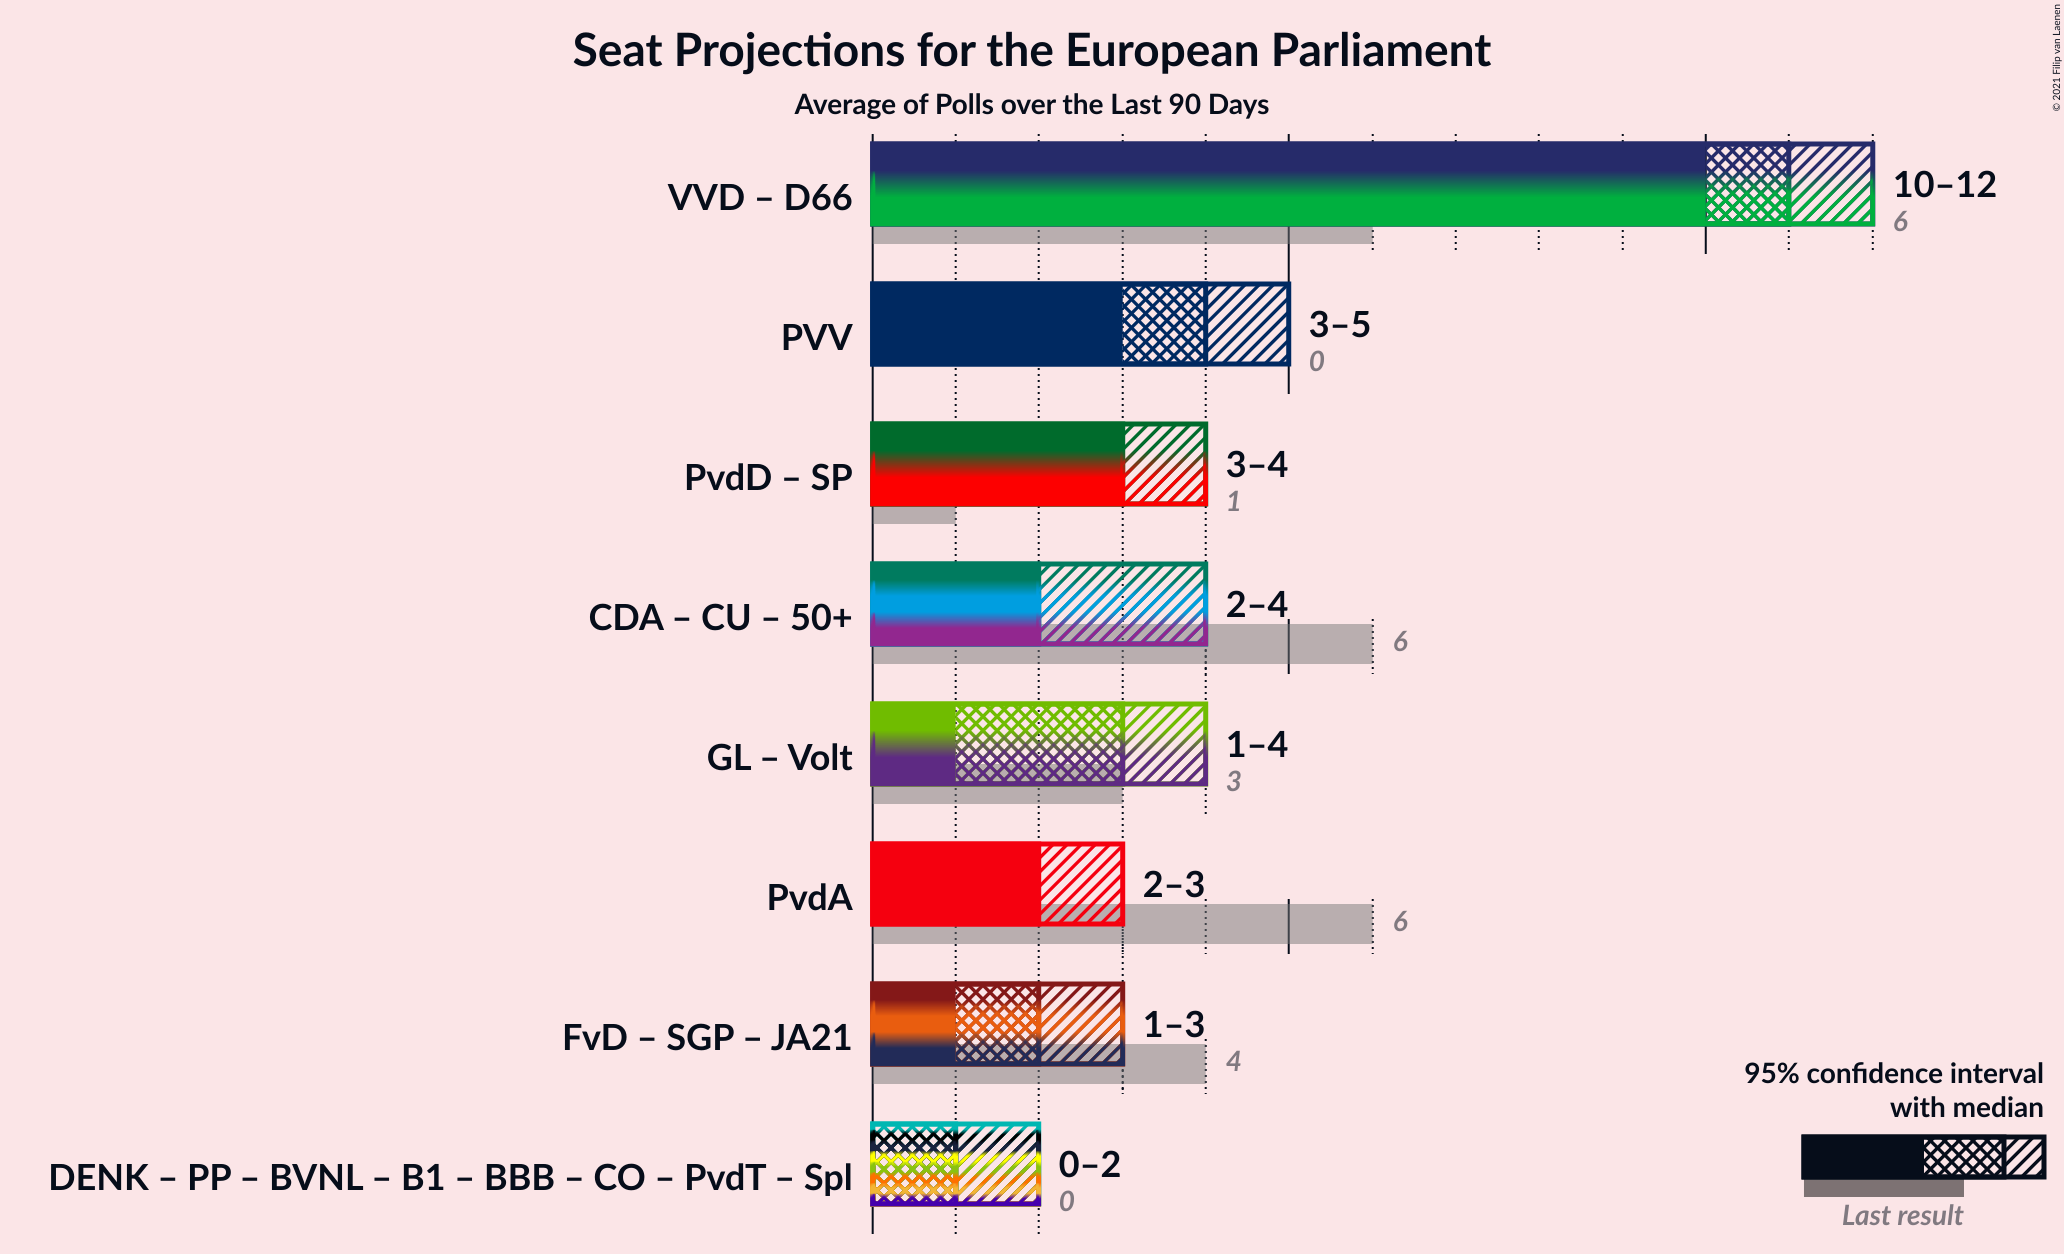 Seat Projections for the European Parliament
Average of Polls over the Last 90 Days
© 2021 Filip van Laenen
VVD – D66
10–12
6
PVV
3–5
0
PvdD – SP
3–4
1
CDA – CU – 50+
2–4
6
GL – Volt
1–4
3
PvdA
2–3
6
FvD – SGP – JA21
1–3
4
DENK – PP – BVNL – B1 – BBB – CO – PvdT – Spl
0–2
0
95% confidence interval
with median
Last result